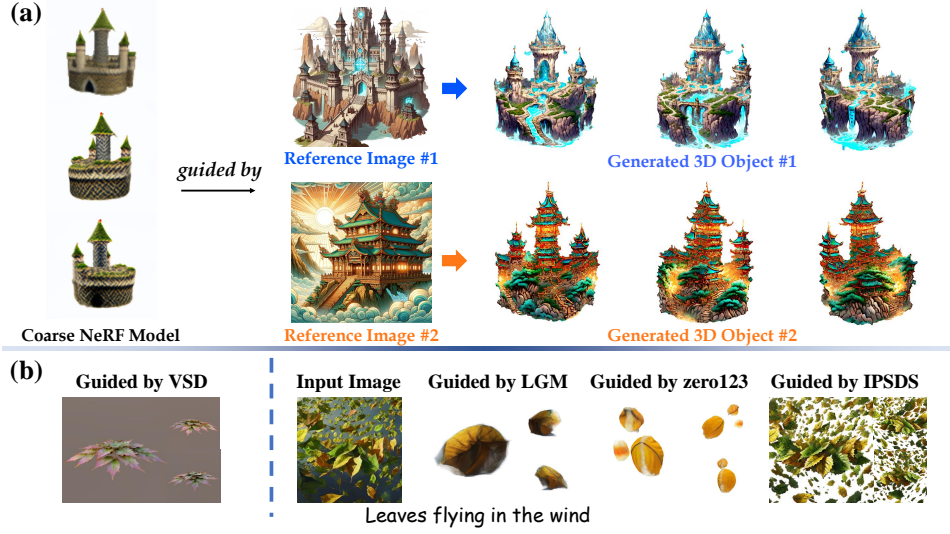 (a)
guided by
Reference Image #1
Generated 3D Object #1
Coarse NeRF Model
Reference Image #2
Generated 3D Object #2
(b)
Guided by VSD
Input Image
Guided by LGM
Guided by zero123
Guided by IPSDS
Leaves flying in the wind